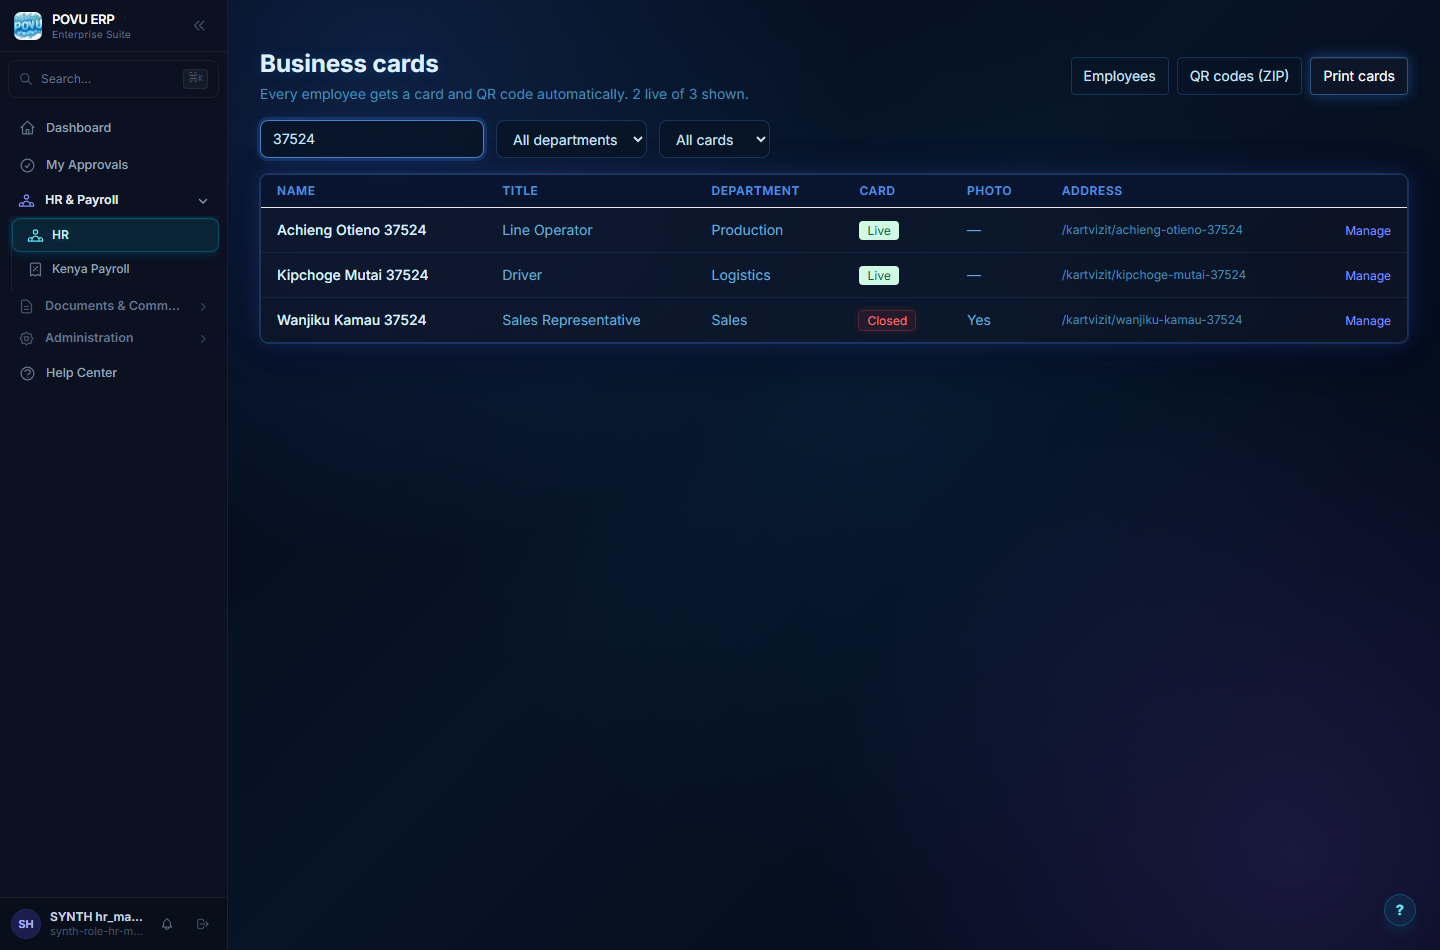 POVU ERP
Enterprise Suite
Search...
⌘K
Dashboard
My Approvals
HR & Payroll
HR
Kenya Payroll
Documents & Comm...
Administration
Help Center
SH
SYNTH hr_ma...
synth-role-hr-m...
Business cards
Every employee gets a card and QR code automatically. 2 live of 3 shown.
Employees
QR codes (ZIP)
Print cards
37524
All departments
All cards
NAME TITLE DEPARTMENT CARD PHOTO ADDRESS
Achieng Otieno 37524 Line Operator Production Live — /kartvizit/achieng-otieno-37524 Manage
Kipchoge Mutai 37524 Driver Logistics Live — /kartvizit/kipchoge-mutai-37524 Manage
Wanjiku Kamau 37524 Sales Representative Sales Closed Yes /kartvizit/wanjiku-kamau-37524 Manage
?